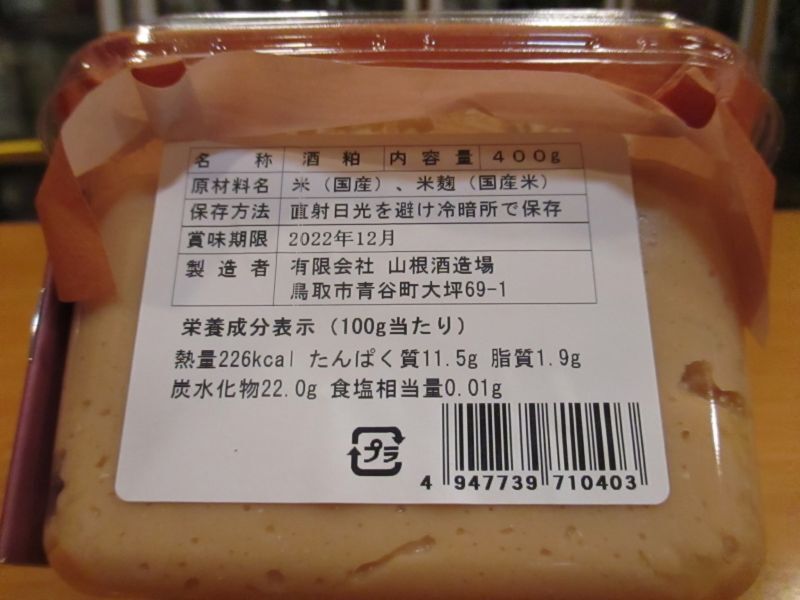 名称 酒粕 内容量 400g
原材料名 米（国産）、米麹（国産米）
保存方法 直射日光を避け冷暗所で保存
賞味期限 2022年12月
製造者 有限会社 山根酒造場
鳥取市青谷町大坪69-1
栄養成分表示（100g当たり）
熱量226kcal たんぱく質11.5g 脂質1.9g
炭水化物22.0g 食塩相当量0.01g
プラ
4 947739 710403